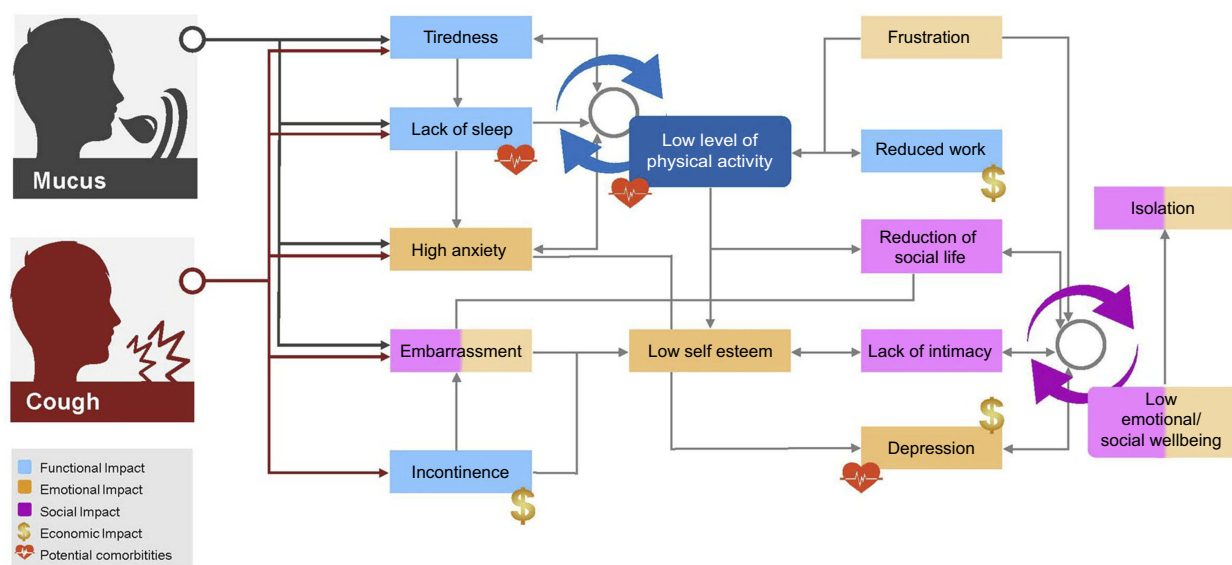 Mucus
Cough
Tiredness
Lack of sleep
High anxiety
Embarrassment
Incontinence
Low level of
physical activity
Low self esteem
Frustration
Reduced work
Reduction of
social life
Lack of intimacy
Depression
Isolation
Low
emotional/
social wellbeing
Functional Impact
Emotional Impact
Social Impact
$ Economic Impact
Potential comorbitities
$
$
$